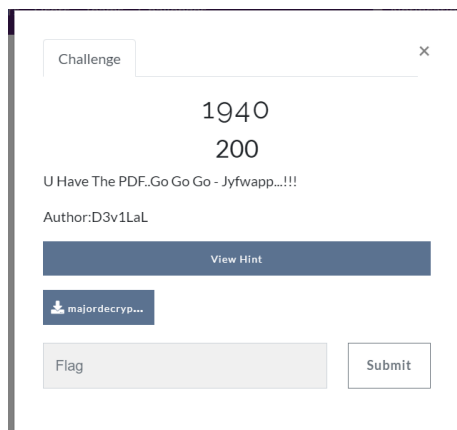 Challenge
×
1940
200
U Have The PDF..Go Go Go - Jyfwapp...!!!
Author:D3v1LaL
View Hint
majordecryp...
Flag
Submit